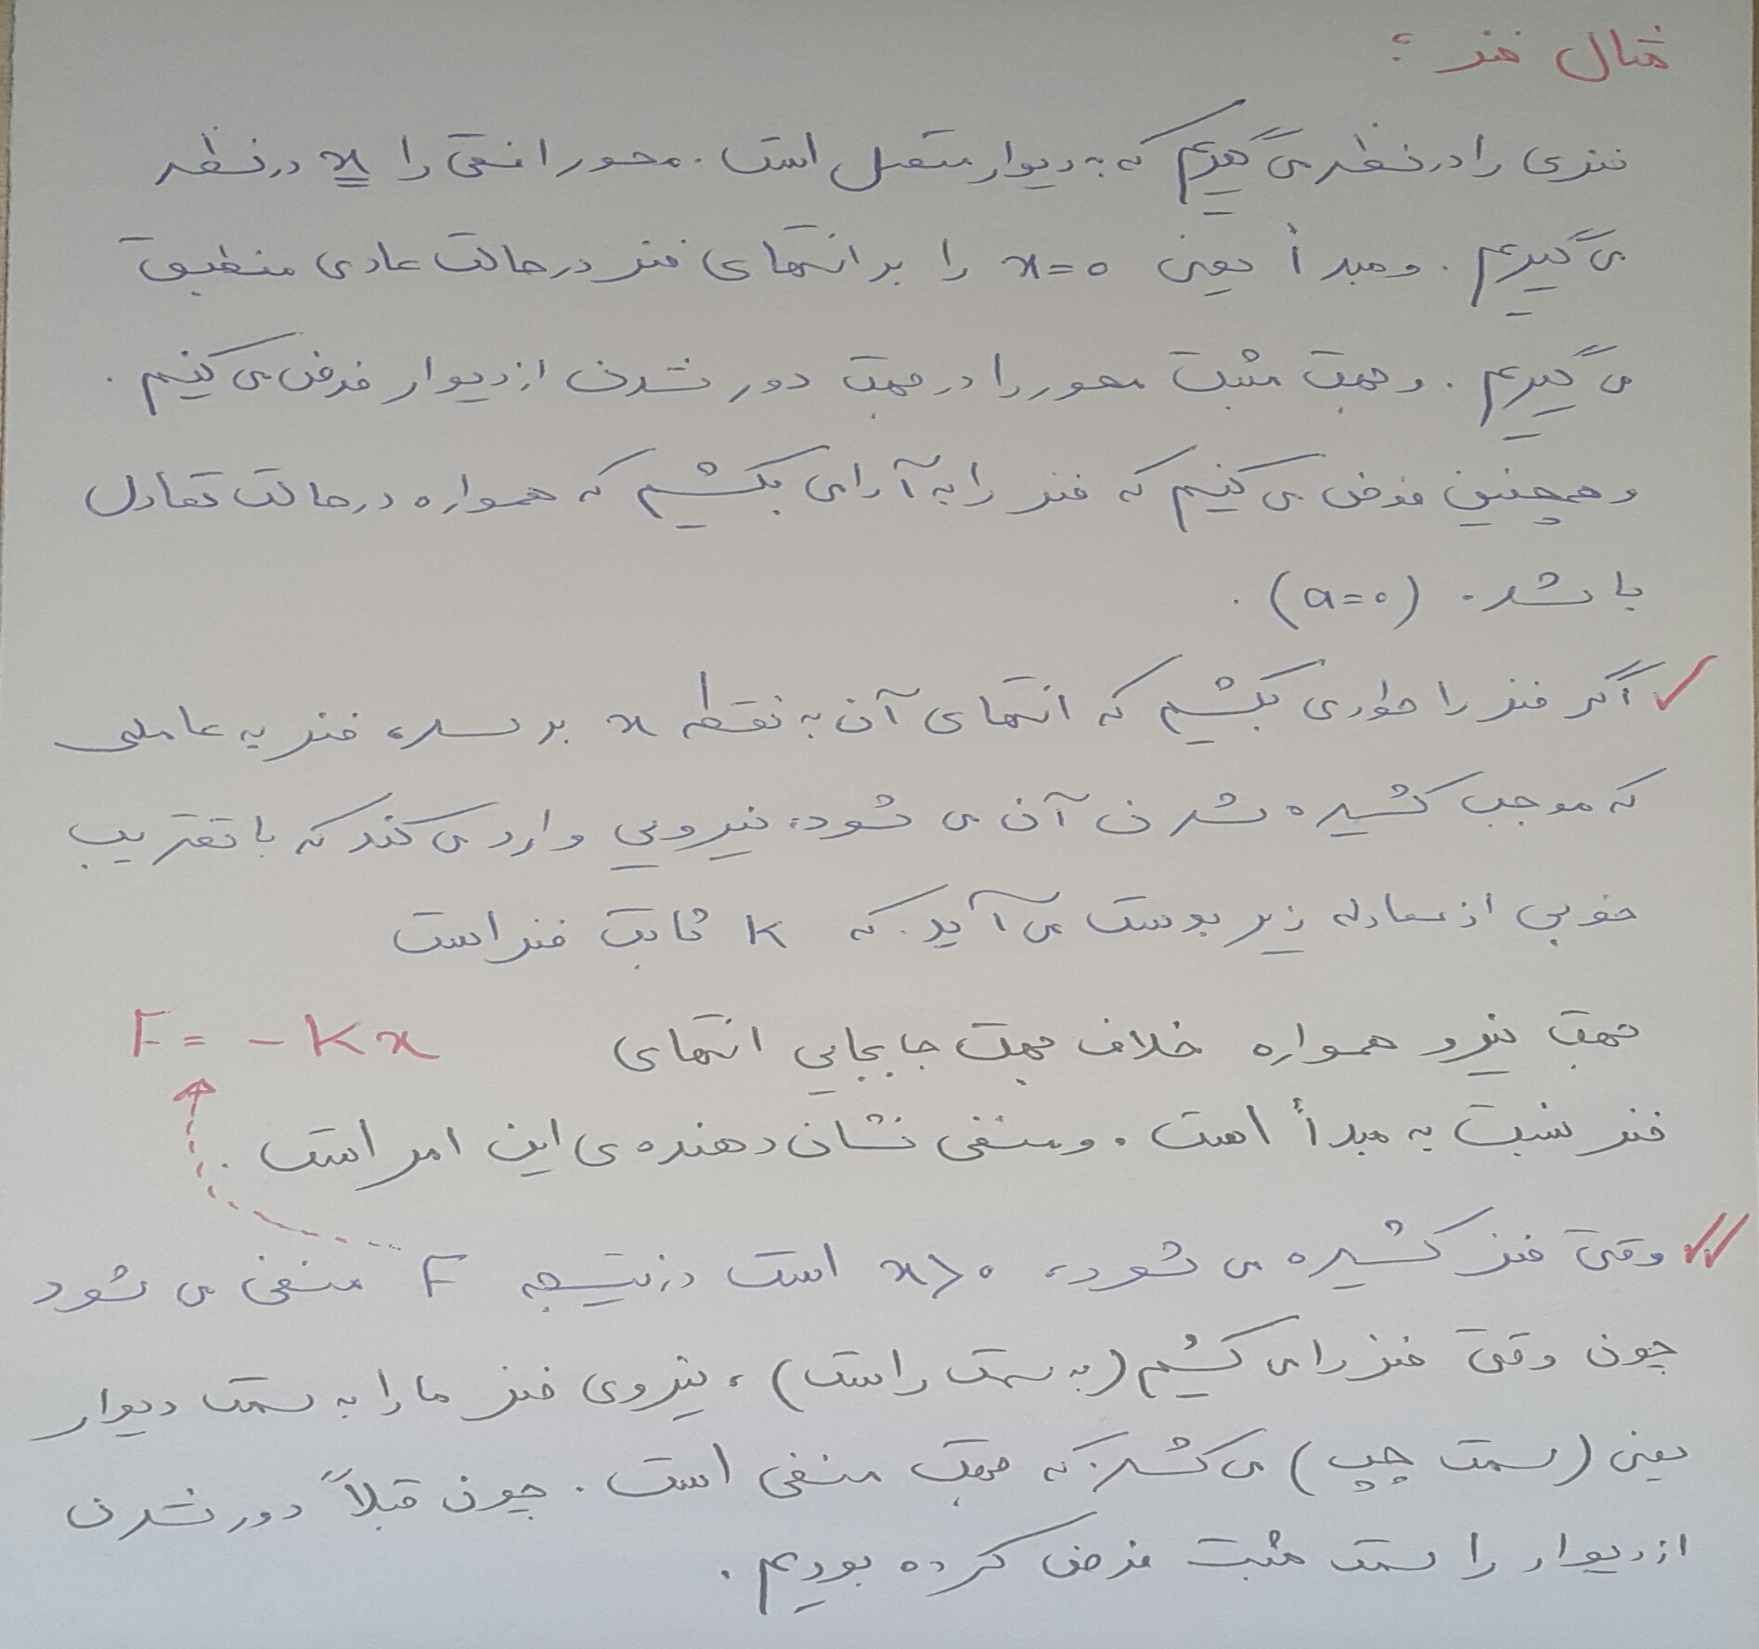 مثال فنر :
فنری را در نظر می گیریم که به دیوار متصل است. محور افقی را x در نظر
می گیریم. و مبدأ یعنی x=0 را بر انتهای فنر در حالت عادی منطبق
می گیریم. و جهت مثبت محور را در جهت دور شدن از دیوار فرض می کنیم.
و همچنین فرض می کنیم که فنر را به آرامی بکشیم که همواره در حالت تعادل
باشد. (a=0).
✓ اگر فنر را طوری بکشیم که انتهای آن به نقطه x برسد، فنر به عاملی
که موجب کشیده شدن آن می شود، نیرویی وارد می کند که با تقریب
خوبی از معادله زیر بدست می آید. که K ثابت فنر است
جهت نیرو همواره خلاف جهت جابجایی انتهای F = - K x
فنر نسبت به مبدأ است. و منفی نشان دهنده ی این امر است.
✓✓ وقتی فنر کشیده می شود، x>0 است در نتیجه F منفی می شود
چون وقتی فنر را می کشیم (به سمت راست)، نیروی فنر ما را به سمت دیوار
یعنی (سمت چپ) می کشد. که جهت منفی است. چون قبلاً دور شدن
از دیوار را سمت مثبت فرض کرده بودیم.